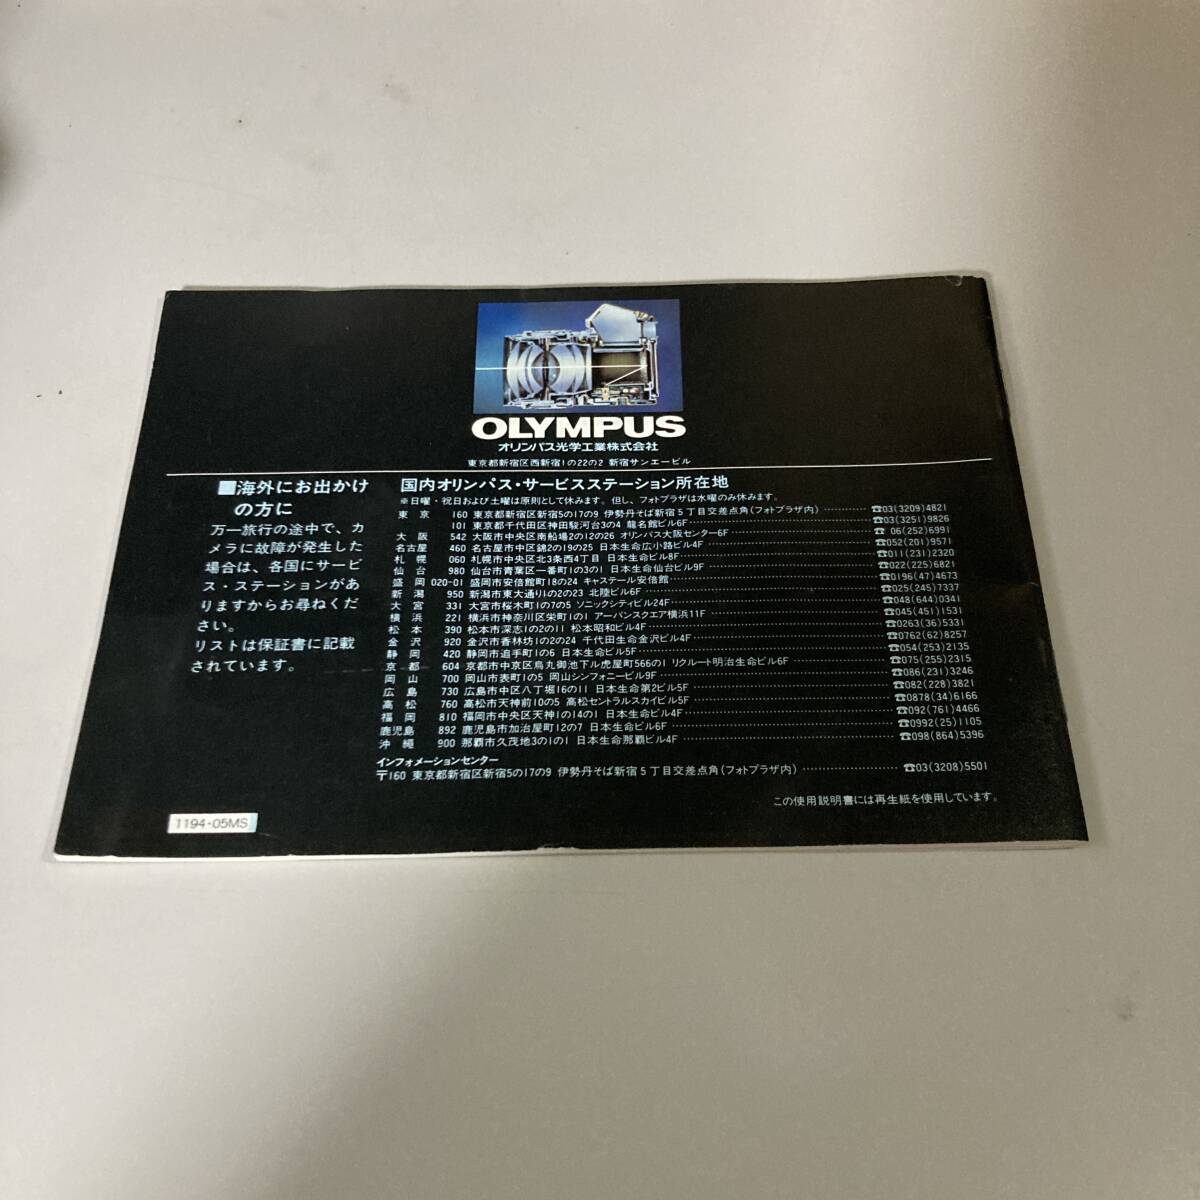 OLYMPUS
オリンパス光学工業株式会社
東京都新宿区西新宿1の22の2 新宿サンエービル
■海外にお出かけ
の方に
万一旅行の途中で、カ
メラに故障が発生した
場合は、各国にサービ
ス・ステーションがあ
りますからお尋ねくだ
さい。
リストは保証書に記載
されています。
国内オリンパス・サービスステーション所在地
※日曜・祝日および土曜は原則として休みます。但し、フォトプラザは水曜のみ休みます。
東京 160 東京都新宿区新宿5の17の9 伊勢丹そば新宿5丁目交差点角(フォトプラザ内) ☎03(3209)4821
101 東京都千代田区神田駿河台3の4 龍名館ビル6F ☎03(3251)9826
大阪 542 大阪市中央区南船場2の12の26 オリンパス大阪センター6F ☎06(252)6991
名古屋 460 名古屋市中区錦2の19の25 日本生命広小路ビル4F ☎052(201)9571
札幌 060 札幌市中央区北3条西4丁目 日本生命ビル8F ☎011(231)2320
仙台 980 仙台市青葉区一番町1の3の1 日本生命仙台ビル9F ☎022(225)6821
盛岡 020-01 盛岡市安倍館町18の24 キャステール安倍館 ☎0196(47)4673
新潟 950 新潟市東大通り1の2の23 北陸ビル6F ☎025(245)7337
大宮 331 大宮市桜木町1の7の5 ソニックシティビル24F ☎048(644)0341
横浜 221 横浜市神奈川区栄町1の1 アーバンスクエア横浜11F ☎045(451)1531
松本 390 松本市深志1の2の11 松本昭和ビル4F ☎0263(36)5331
金沢 920 金沢市香林坊1の2の24 千代田生命金沢ビル4F ☎0762(62)8257
静岡 420 静岡市追手町1の6 日本生命ビル5F ☎054(253)2135
京都 604 京都市中京区烏丸御池下ル虎屋町566の1 リクルート明治生命ビル6F ☎075(255)2315
岡山 700 岡山市表町1の5 岡山シンフォニービル9F ☎086(231)3246
広島 730 広島市中区八丁堀16の11 日本生命第2ビル5F ☎082(228)3821
高松 760 高松市天神前10の5 高松セントラルスカイビル5F ☎0878(34)6166
福岡 810 福岡市中央区天神1の14の1 日本生命ビル4F ☎092(761)4466
鹿児島 892 鹿児島市加治屋町12の7 日本生命ビル6F ☎0992(25)1105
沖縄 900 那覇市久茂地3の1の1 日本生命那覇ビル4F ☎098(864)5396
インフォメーションセンター
〒160 東京都新宿区新宿5の17の9 伊勢丹そば新宿5丁目交差点角(フォトプラザ内) ☎03(3208)5501
この使用説明書には再生紙を使用しています。
1194-05MS